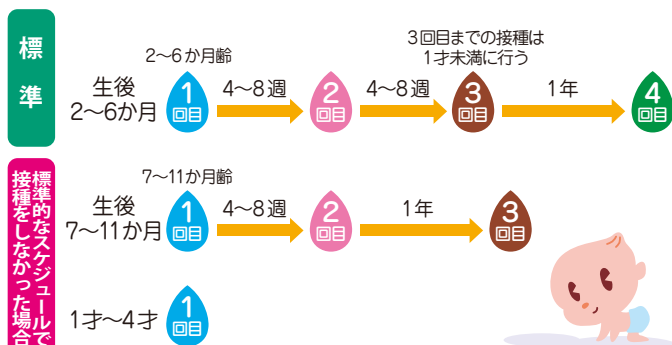 標準
2〜6か月齢
3回目までの接種は
1才未満に行う
生後
2〜6か月
1
回目
4〜8週
2
回目
4〜8週
3
回目
1年
4
回目
標準的なスケジュールで
接種をしなかった場合
7〜11か月齢
生後
7〜11か月
1
回目
4〜8週
2
回目
1年
3
回目
1才〜4才
1
回目